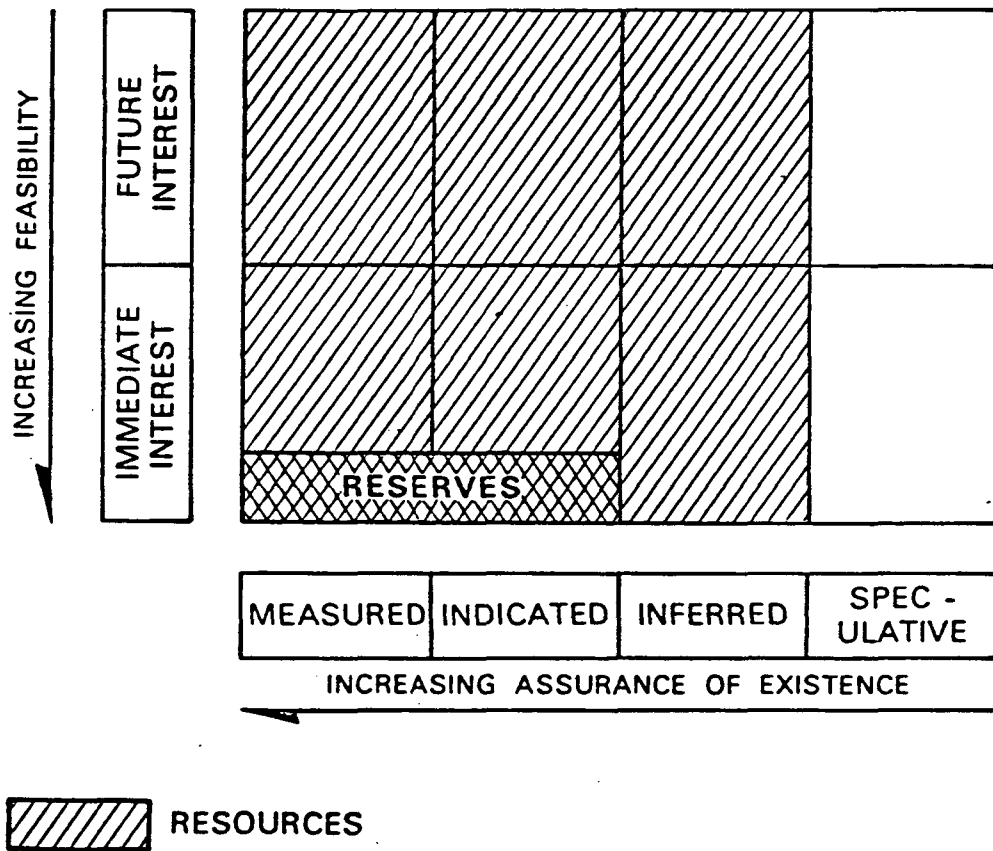 INCREASING FEASIBILITY
FUTURE
INTEREST
IMMEDIATE
INTEREST
RESERVES
MEASURED
INDICATED
INFERRED
SPEC -
ULATIVE
INCREASING ASSURANCE OF EXISTENCE
RESOURCES